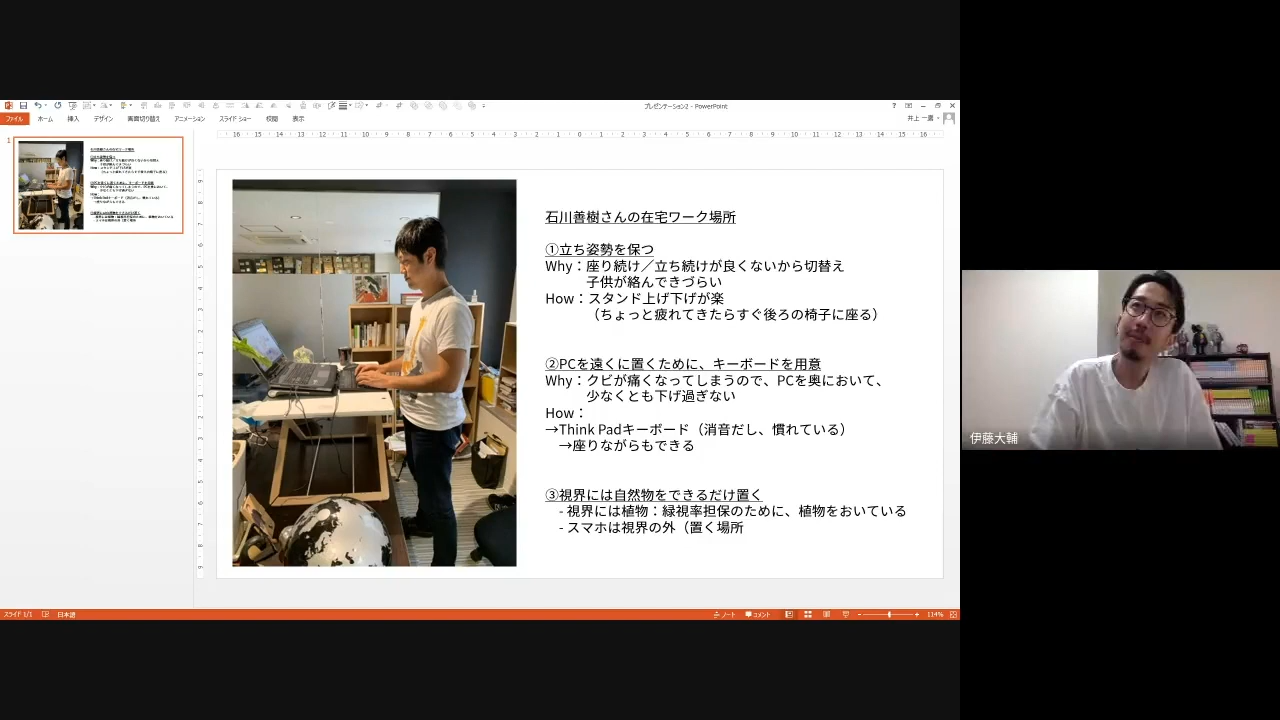 プレゼンテーション2 - PowerPoint
ファイル ホーム 挿入 デザイン 画面切り替え アニメーション スライド ショー 校閲 表示
井上 一鷹
1
石川善樹さんの在宅ワーク場所
①立ち姿勢を保つ
Why：座り続け／立ち続けが良くないから切替え
子供が絡んできづらい
How：スタンド上げ下げが楽
（ちょっと疲れてきたらすぐ後ろの椅子に座る）
②PCを遠くに置くために、キーボードを用意
Why：クビが痛くなってしまうので、PCを奥において、
少なくとも下げ過ぎない
How：
→Think Padキーボード（消音だし、慣れている）
→座りながらもできる
③視界には自然物をできるだけ置く
- 視界には植物：緑視率担保のために、植物をおいている
- スマホは視界の外（置く場所
伊藤大輔
スライド 1/1 日本語 ノート コメント 114%